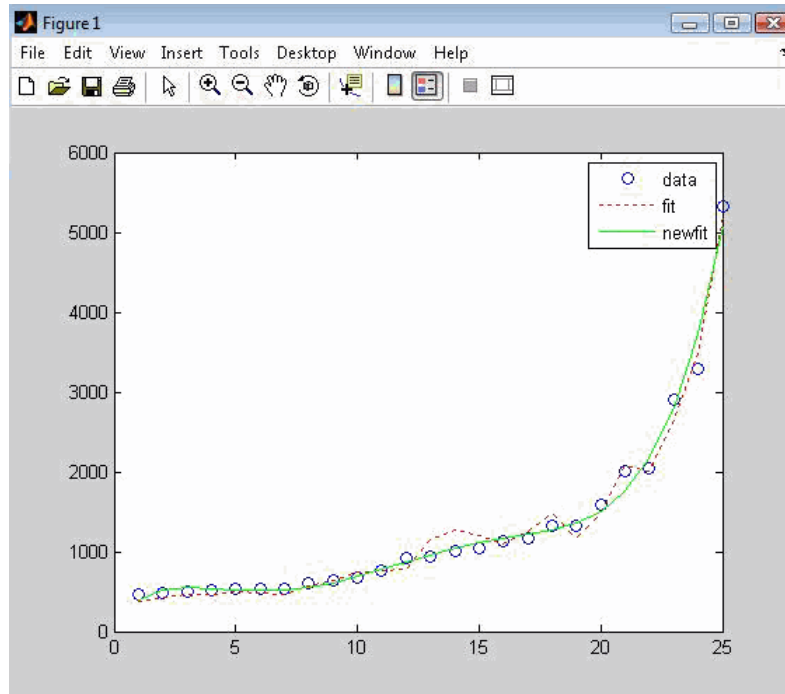 Figure 1
File Edit View Insert Tools Desktop Window Help
6000
5000
4000
3000
2000
1000
0
0 5 10 15 20 25
data
fit
newfit